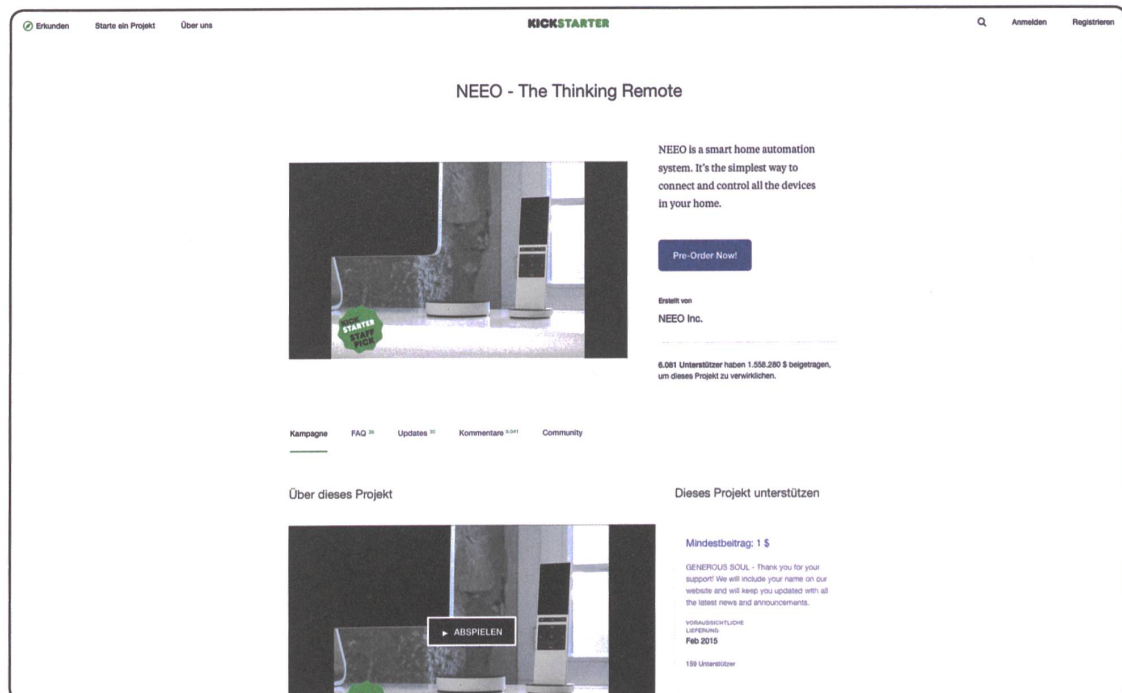 Erkunden Starte ein Projekt Über uns KICKSTARTER Anmelden Registrieren
NEEO - The Thinking Remote
NEEO is a smart home automation
system. It's the simplest way to
connect and control all the devices
in your home.
Pre-Order Now!
Erstellt von
NEEO Inc.
6.081 Unterstützer haben 1.558.280 $ beigetragen,
um dieses Projekt zu verwirklichen.
KICK
STARTER
STAFF
PICK
Kampagne FAQ Updates Kommentare Community
Über dieses Projekt
Dieses Projekt unterstützen
ABSPIELEN
Mindestbeitrag: 1 $
GENEROUS SOUL - Thank you for your
support! We will include your name on our
website and will keep you updated with all
the latest news and announcements.
VORAUSSICHTLICHE
LIEFERUNG
Feb 2015
159 Unterstützer